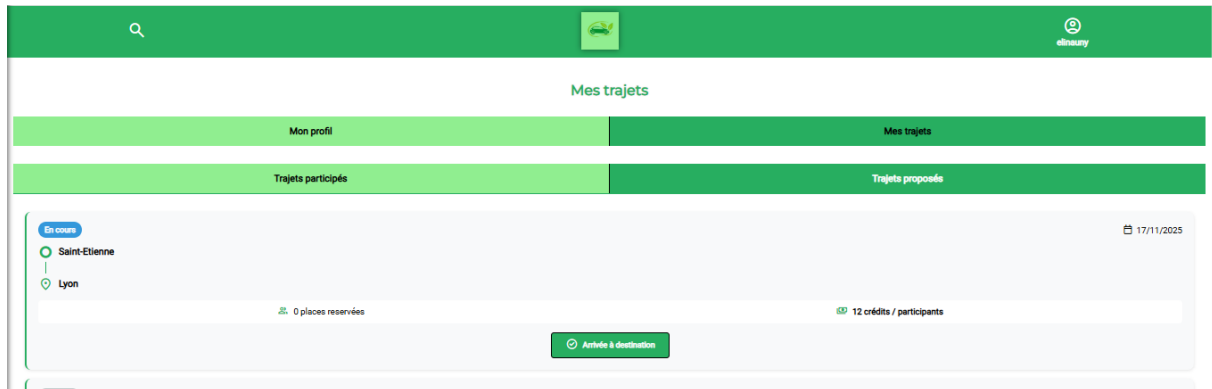 elinauny
Mes trajets
Mon profil
Mes trajets
Trajets participés
Trajets proposés
En cours
17/11/2025
Saint-Etienne
Lyon
0 places reservées
12 crédits / participants
Arrivée à destination